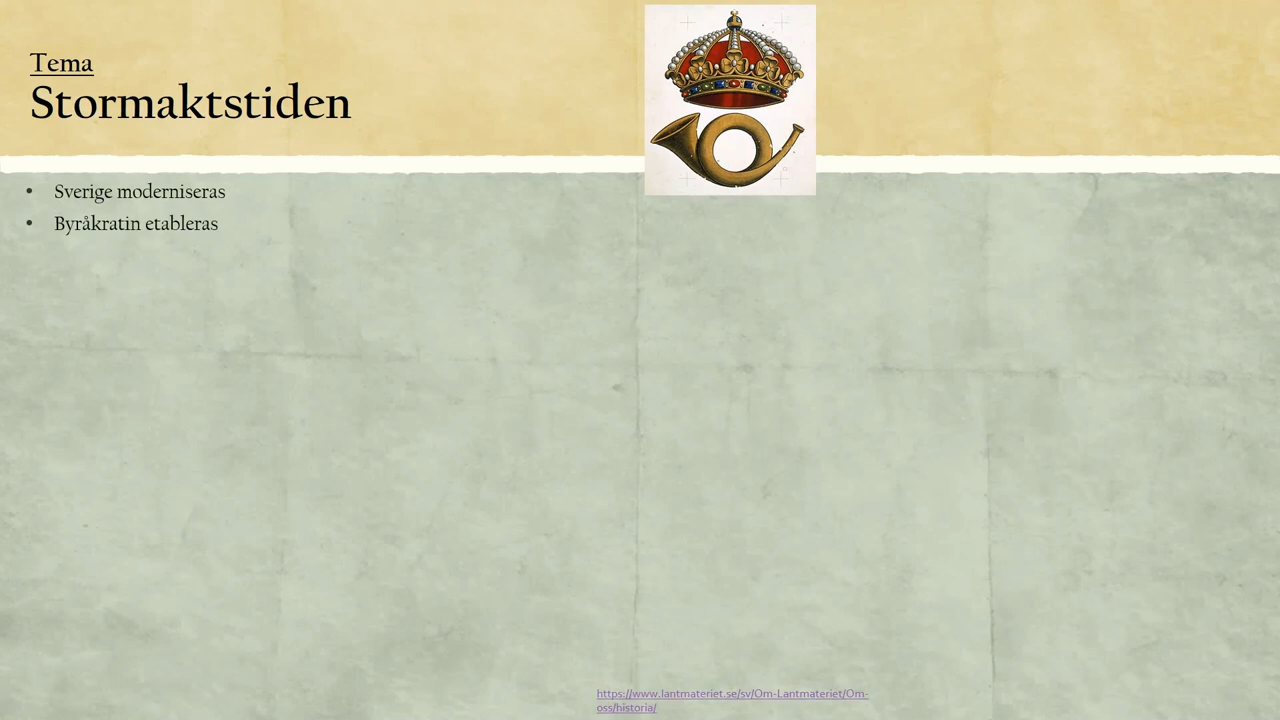 Tema
Stormaktstiden
• Sverige moderniseras
• Byråkratin etableras
https://www.lantmateriet.se/sv/Om-Lantmateriet/Om-
oss/historia/